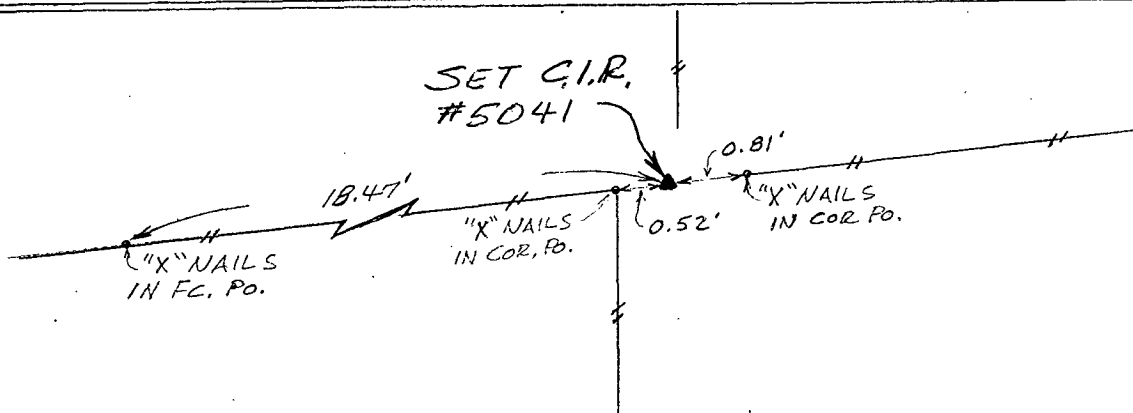 SET C.I.R.
#5041
0.81'
18.47'
"X" NAILS
IN COR. PO.
0.52'
"X" NAILS
IN COR PO.
"X" NAILS
IN FC. PO.